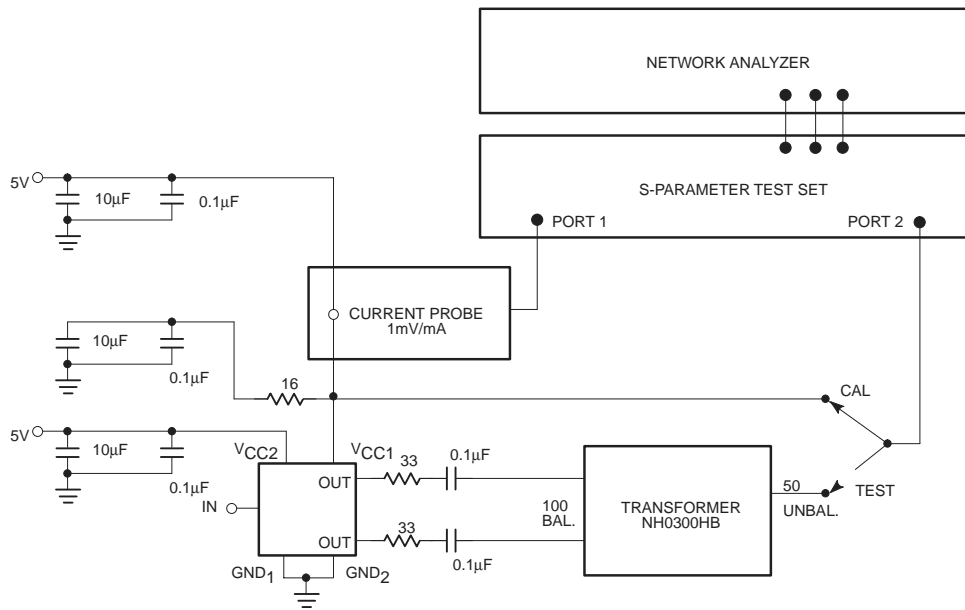 NETWORK ANALYZER
S-PARAMETER TEST SET
PORT 1
PORT 2
5V
10μF
0.1μF
CURRENT PROBE
1mV/mA
10μF
0.1μF
16
CAL
5V
10μF
0.1μF
VCC2
VCC1
33
0.1μF
OUT
IN
OUT
33
0.1μF
GND1
GND2
100
BAL.
TRANSFORMER
NH0300HB
50
UNBAL.
TEST